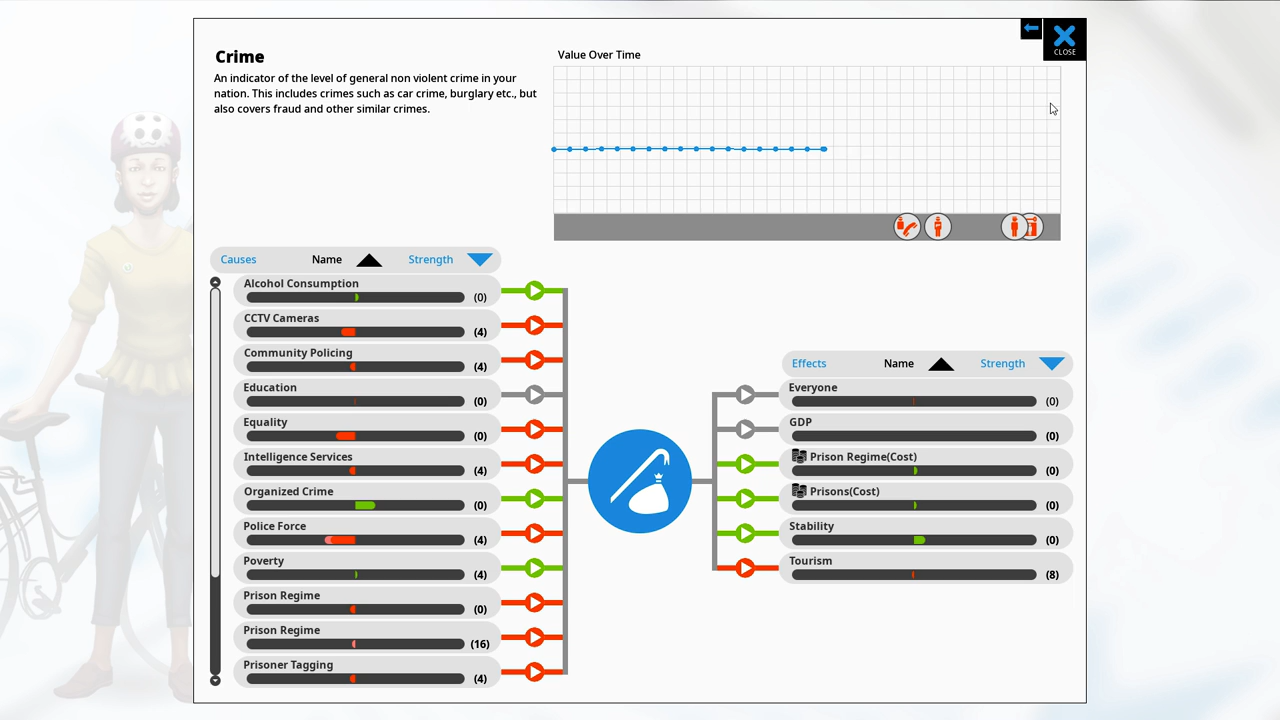 Crime
An indicator of the level of general non violent crime in your
nation. This includes crimes such as car crime, burglary etc., but
also covers fraud and other similar crimes.
Value Over Time
CLOSE
Causes Name Strength
Alcohol Consumption
(0)
CCTV Cameras
(4)
Community Policing
(4)
Education
(0)
Equality
(0)
Intelligence Services
(4)
Organized Crime
(0)
Police Force
(4)
Poverty
(4)
Prison Regime
(0)
Prison Regime
(16)
Prisoner Tagging
(4)
Effects Name Strength
Everyone
(0)
GDP
(0)
Prison Regime(Cost)
(0)
Prisons(Cost)
(0)
Stability
(0)
Tourism
(8)